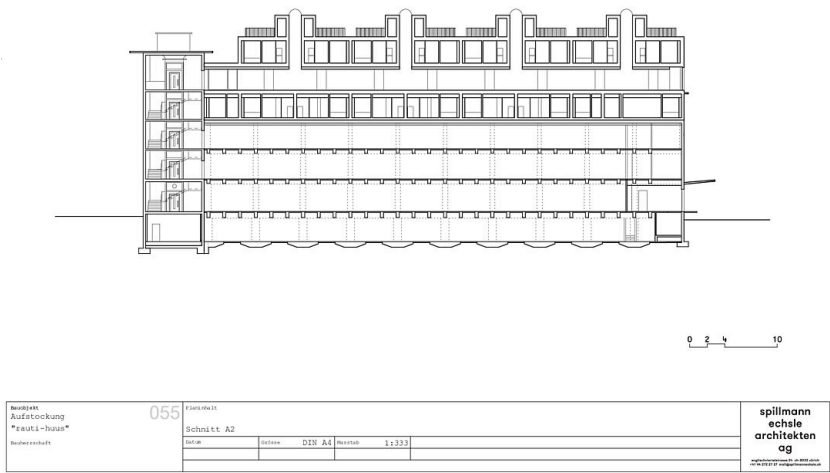 0 2 4 10
Bauobjekt
Aufstockung
"rauti-huus"
Bauherrschaft
055
Planinhalt
Schnitt A2
Datum
Grösse DIN A4
Massstab 1:333
spillmann
echsle
architekten
ag